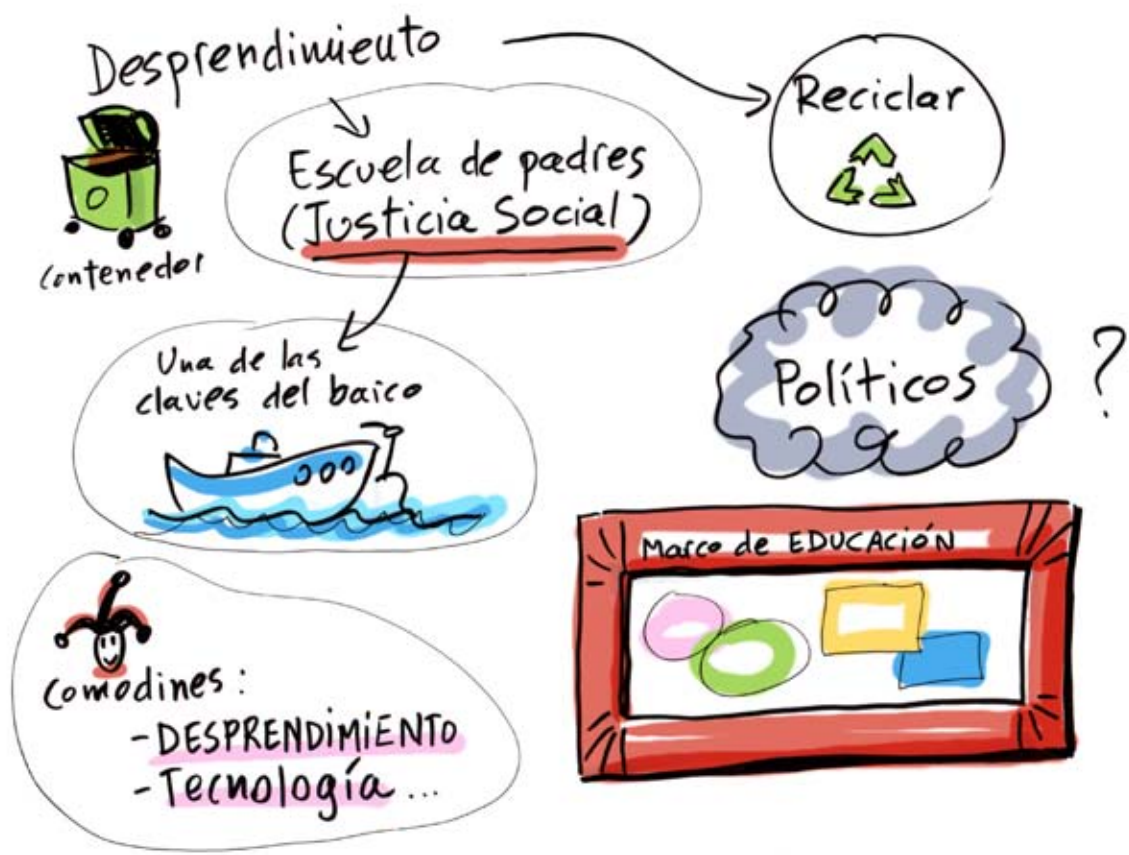 Desprendimiento
Reciclar
Escuela de padres
(Justicia Social)
contenedor
Una de las
claves del barco
Políticos ?
Marco de EDUCACIÓN
Comodines:
- DESPRENDIMIENTO
- Tecnología...